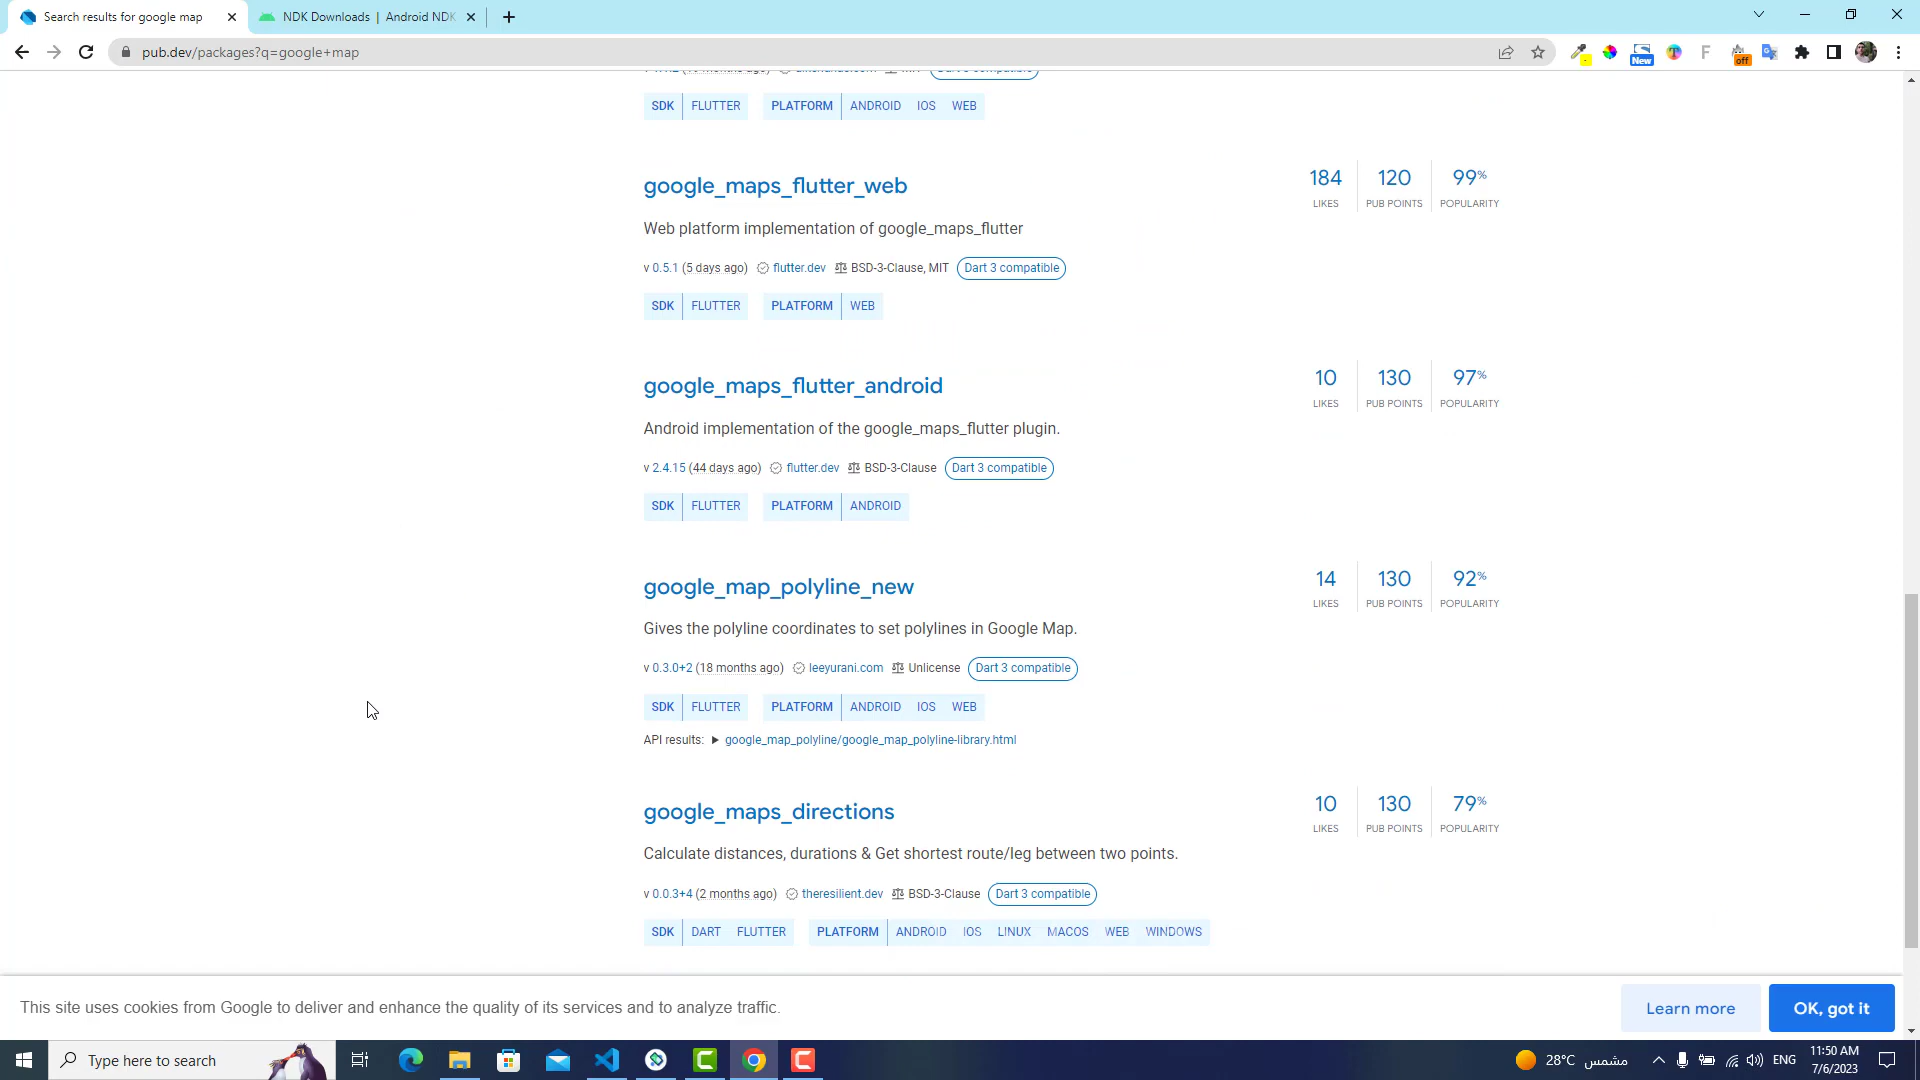 Search results for google map
NDK Downloads | Android NDK
pub.dev/packages?q=google+map
New
off
SDK FLUTTER PLATFORM ANDROID IOS WEB
google_maps_flutter_web
184 LIKES 120 PUB POINTS 99% POPULARITY
Web platform implementation of google_maps_flutter
v 0.5.1 (5 days ago) flutter.dev BSD-3-Clause, MIT Dart 3 compatible
SDK FLUTTER PLATFORM WEB
google_maps_flutter_android
10 LIKES 130 PUB POINTS 97% POPULARITY
Android implementation of the google_maps_flutter plugin.
v 2.4.15 (44 days ago) flutter.dev BSD-3-Clause Dart 3 compatible
SDK FLUTTER PLATFORM ANDROID
google_map_polyline_new
14 LIKES 130 PUB POINTS 92% POPULARITY
Gives the polyline coordinates to set polylines in Google Map.
v 0.3.0+2 (18 months ago) leeyurani.com Unlicense Dart 3 compatible
SDK FLUTTER PLATFORM ANDROID IOS WEB
API results: ▶ google_map_polyline/google_map_polyline-library.html
google_maps_directions
10 LIKES 130 PUB POINTS 79% POPULARITY
Calculate distances, durations & Get shortest route/leg between two points.
v 0.0.3+4 (2 months ago) theresilient.dev BSD-3-Clause Dart 3 compatible
SDK DART FLUTTER PLATFORM ANDROID IOS LINUX MACOS WEB WINDOWS
This site uses cookies from Google to deliver and enhance the quality of its services and to analyze traffic.
Learn more
OK, got it
Type here to search
28°C مشمس
ENG
11:50 AM
7/6/2023